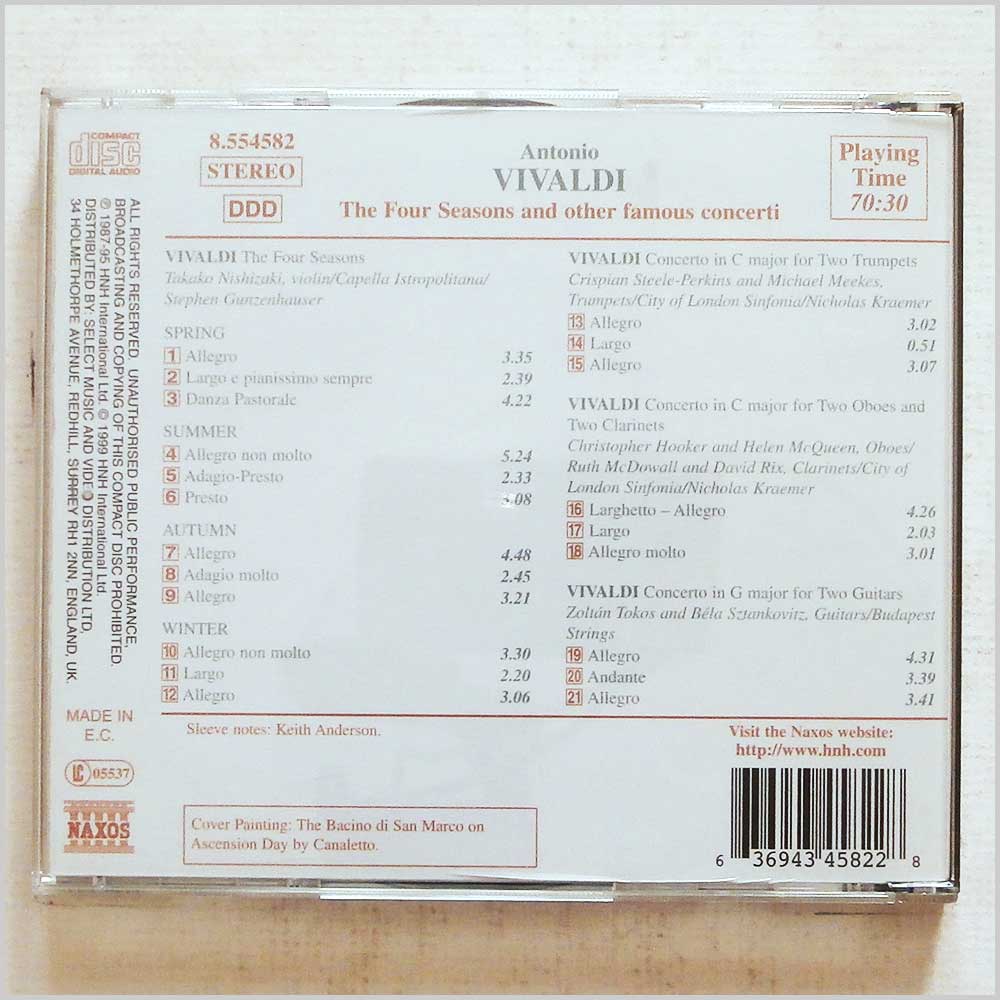 COMPACT
disc
DIGITAL AUDIO
8.554582
STEREO
DDD
Antonio
VIVALDI
The Four Seasons and other famous concerti
Playing
Time
70:30
ALL RIGHTS RESERVED. UNAUTHORISED PUBLIC PERFORMANCE,
BROADCASTING AND COPYING OF THIS COMPACT DISC PROHIBITED.
℗ 1987-95 HNH International Ltd. © 1999 HNH International Ltd.
DISTRIBUTED BY: SELECT MUSIC AND VIDEO DISTRIBUTION LTD,
34 HOLMETHORPE AVENUE, REDHILL, SURREY RH1 2NN, ENGLAND, UK.
MADE IN
E.C.
LC 05537
NAXOS
VIVALDI The Four Seasons
Takako Nishizaki, violin/Capella Istropolitana/
Stephen Gunzenhauser
SPRING
1 Allegro 3.35
2 Largo e pianissimo sempre 2.39
3 Danza Pastorale 4.22
SUMMER
4 Allegro non molto 5.24
5 Adagio-Presto 2.33
6 Presto 3.08
AUTUMN
7 Allegro 4.48
8 Adagio molto 2.45
9 Allegro 3.21
WINTER
10 Allegro non molto 3.30
11 Largo 2.20
12 Allegro 3.06
VIVALDI Concerto in C major for Two Trumpets
Crispian Steele-Perkins and Michael Meekes,
Trumpets/City of London Sinfonia/Nicholas Kraemer
13 Allegro 3.02
14 Largo 0.51
15 Allegro 3.07
VIVALDI Concerto in C major for Two Oboes and
Two Clarinets
Christopher Hooker and Helen McQueen, Oboes/
Ruth McDowall and David Rix, Clarinets/City of
London Sinfonia/Nicholas Kraemer
16 Larghetto – Allegro 4.26
17 Largo 2.03
18 Allegro molto 3.01
VIVALDI Concerto in G major for Two Guitars
Zoltán Tokos and Béla Sztankovitz, Guitars/Budapest
Strings
19 Allegro 4.31
20 Andante 3.39
21 Allegro 3.41
Sleeve notes: Keith Anderson.
Cover Painting: The Bacino di San Marco on
Ascension Day by Canaletto.
Visit the Naxos website:
http://www.hnh.com
6 36943 45822 8